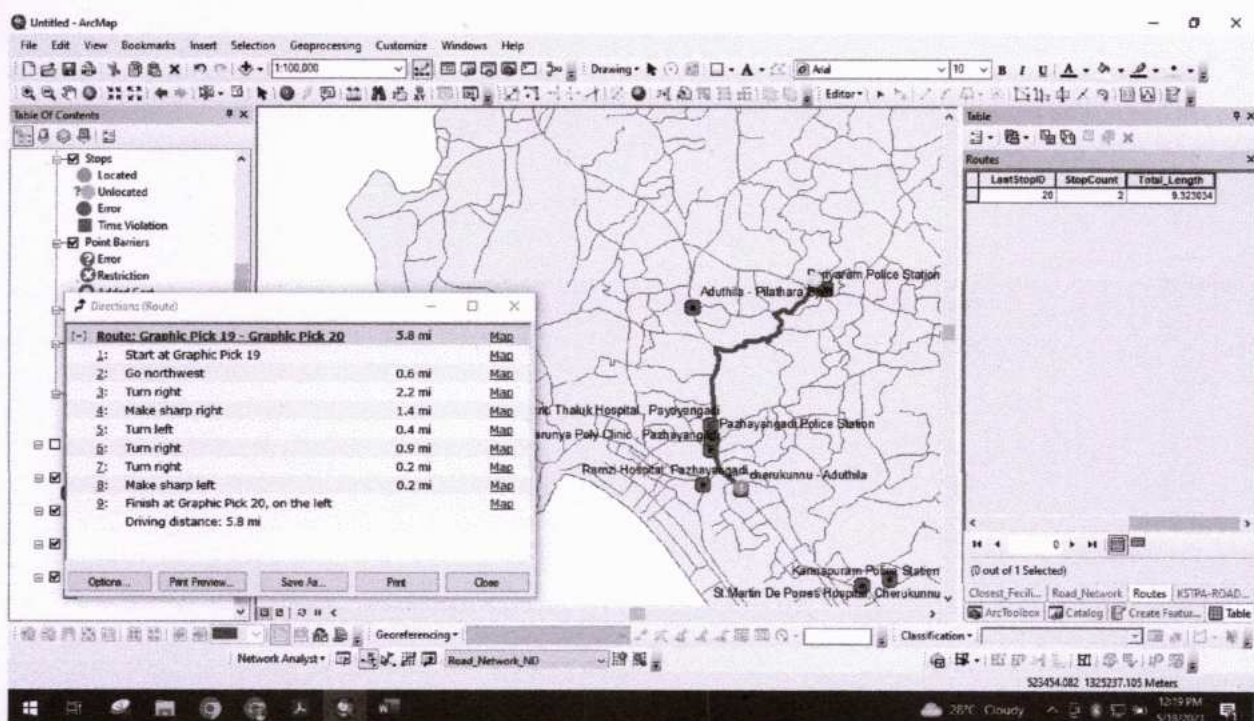 Untitled - ArcMap
File Edit View Bookmarks Insert Selection Geoprocessing Customize Windows Help
1:100,000 Drawing Arial 10 B I U A
Editor
Table Of Contents
Stops
Located
Unlocated
Error
Time Violation
Point Barriers
Error
Restriction
Table
Routes
LastStopID StopCount Total_Length
20 2 9.323034
Police Station
Aduthila - Pilathara
Thaluk Hospital, Payyangadi
Pazhayangadi Police Station
Poly Clinic, Pazhayangadi
Ramzi Hospital, Pazhayangadi
cherukunnu - Aduthila
Kannapuram Police Station
St Martin De Porres Hospital, Cherukunnu
Directions (Route)
[-] Route: Graphic Pick 19 - Graphic Pick 20 5.8 mi Map
1: Start at Graphic Pick 19 Map
2: Go northwest 0.6 mi Map
3: Turn right 2.2 mi Map
4: Make sharp right 1.4 mi Map
5: Turn left 0.4 mi Map
6: Turn right 0.9 mi Map
7: Turn right 0.2 mi Map
8: Make sharp left 0.2 mi Map
9: Finish at Graphic Pick 20, on the left Map
Driving distance: 5.8 mi
Options... Print Preview... Save As... Print Close
0
(0 out of 1 Selected)
Closest_Fecili... Road_Network Routes KSTPA-ROAD...
ArcToolbox Catalog Create Featur... Table
Georeferencing Classification
Network Analyst Road_Network_ND
523454.082 1325237.105 Meters
28°C Cloudy 12:19 PM